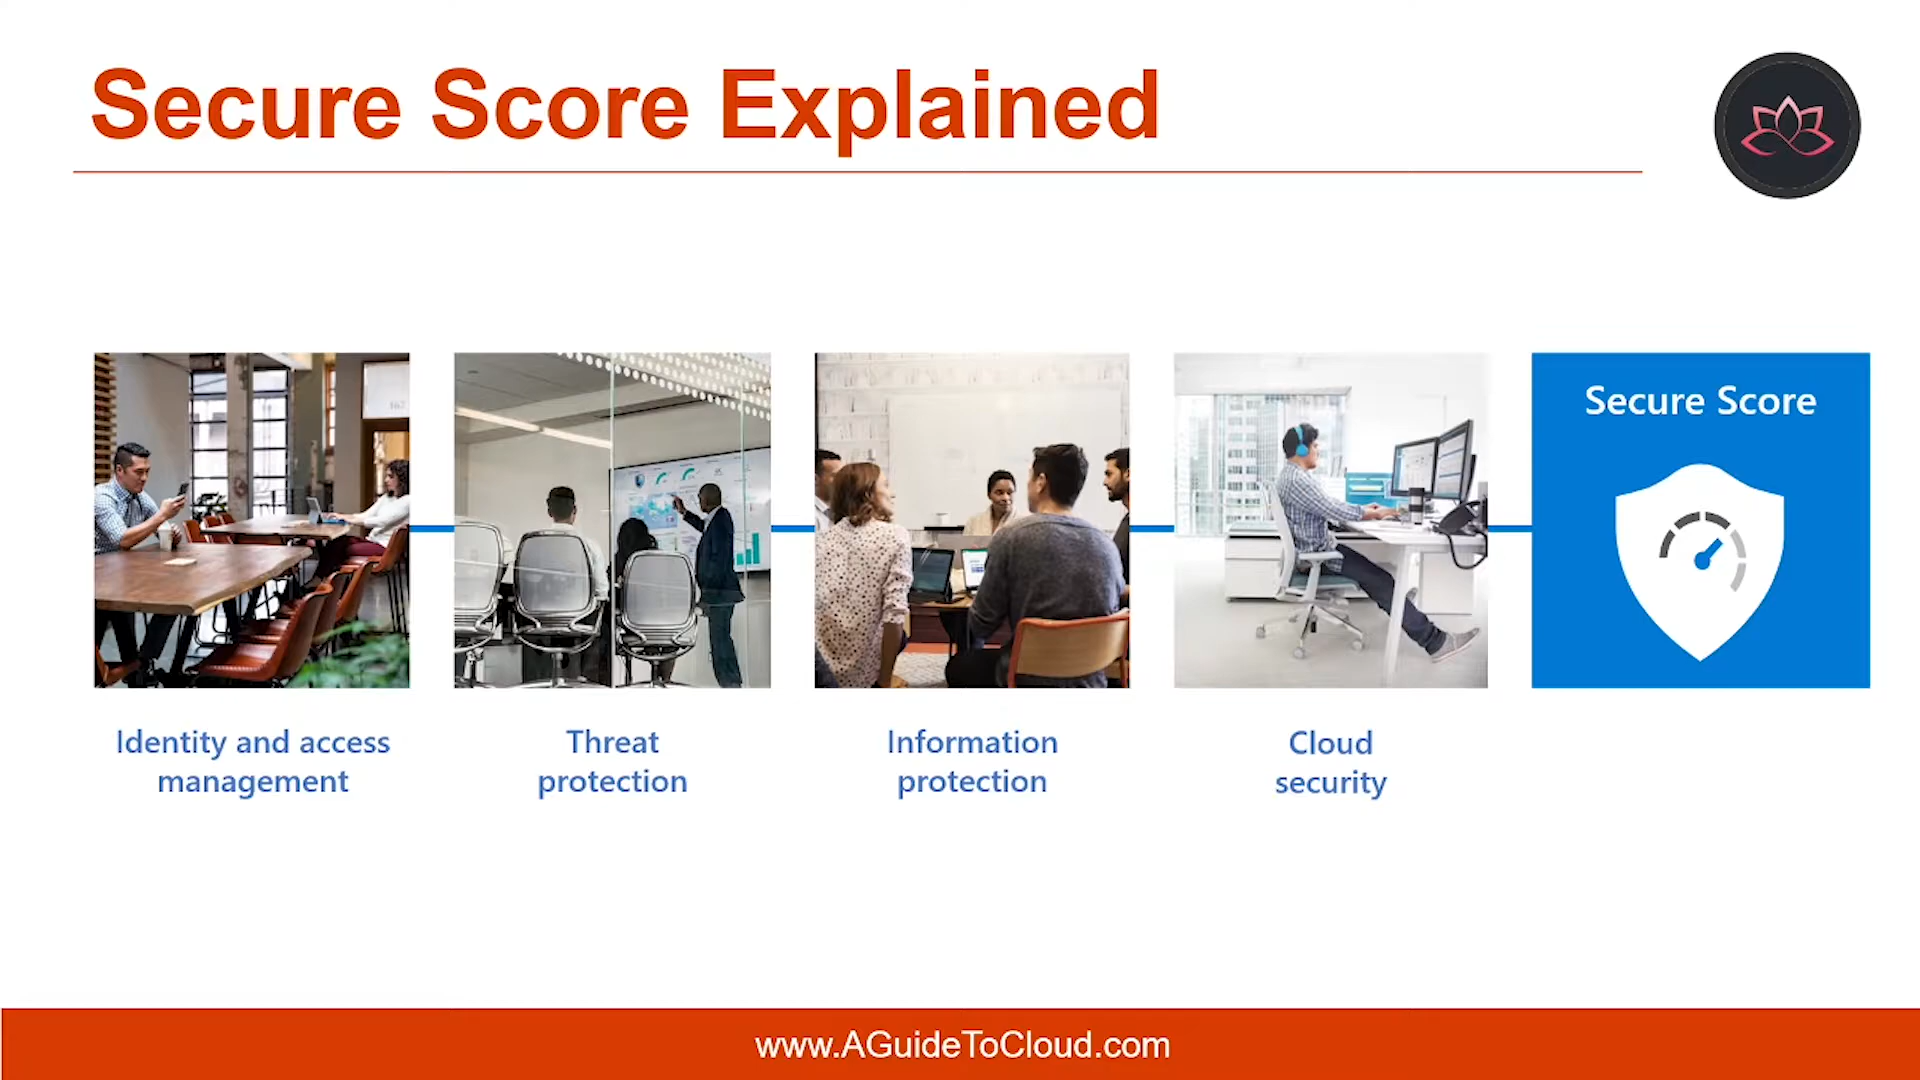 Secure Score Explained
Secure Score
Identity and access
management
Threat
protection
Information
protection
Cloud
security
www.AGuideToCloud.com